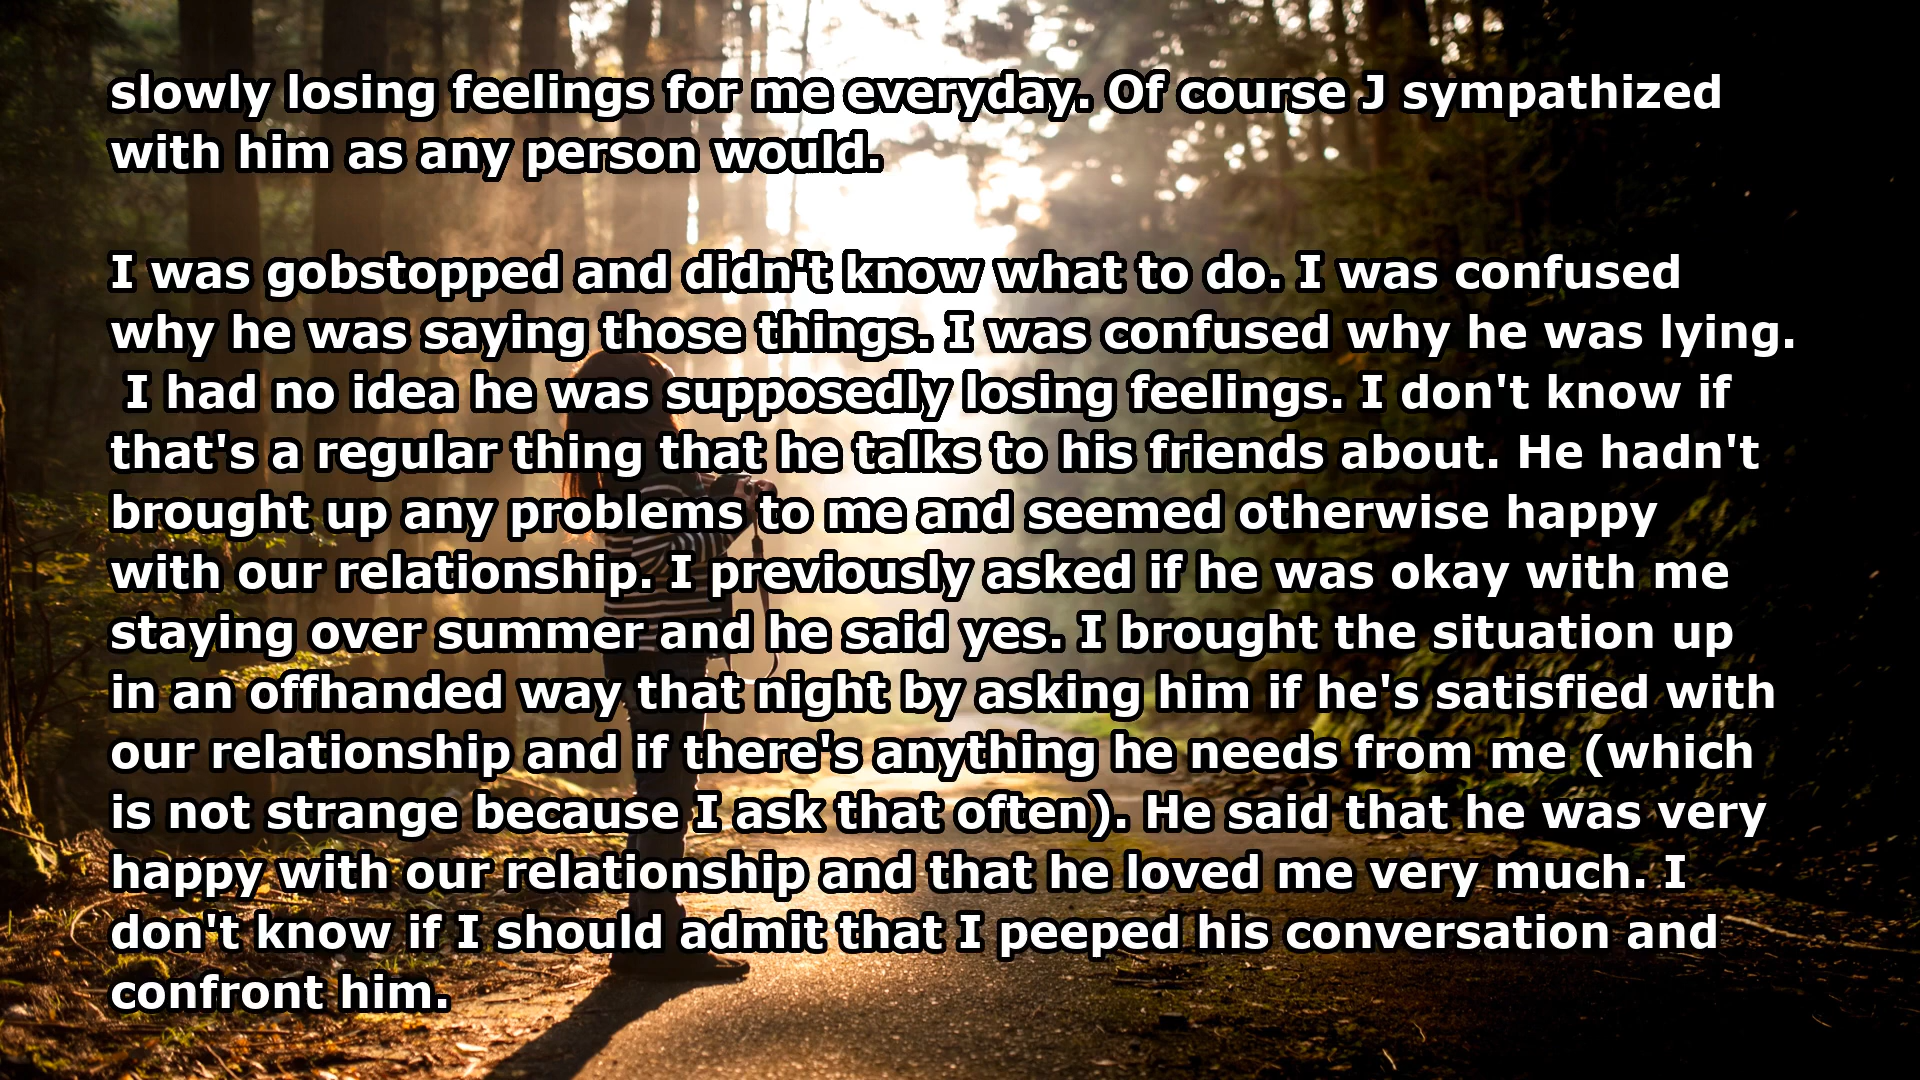 slowly losing feelings for me everyday. Of course J sympathized
with him as any person would.
I was gobstopped and didn't know what to do. I was confused
why he was saying those things. I was confused why he was lying.
I had no idea he was supposedly losing feelings. I don't know if
that's a regular thing that he talks to his friends about. He hadn't
brought up any problems to me and seemed otherwise happy
with our relationship. I previously asked if he was okay with me
staying over summer and he said yes. I brought the situation up
in an offhanded way that night by asking him if he's satisfied with
our relationship and if there's anything he needs from me (which
is not strange because I ask that often). He said that he was very
happy with our relationship and that he loved me very much. I
don't know if I should admit that I peeped his conversation and
confront him.